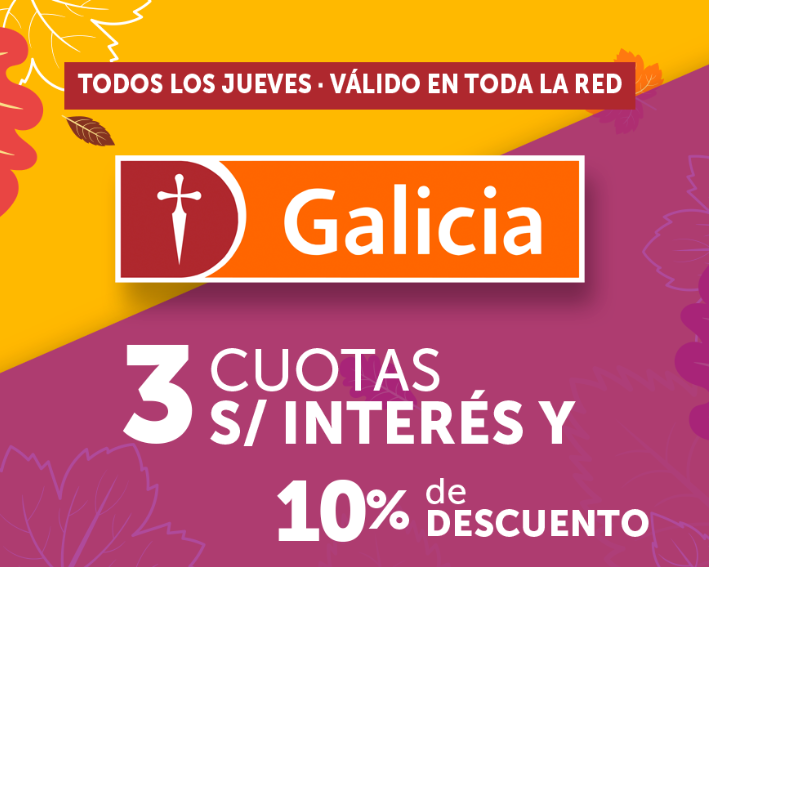 TODOS LOS JUEVES · VÁLIDO EN TODA LA RED
Galicia
3 CUOTAS
S/ INTERÉS Y
10% de
DESCUENTO